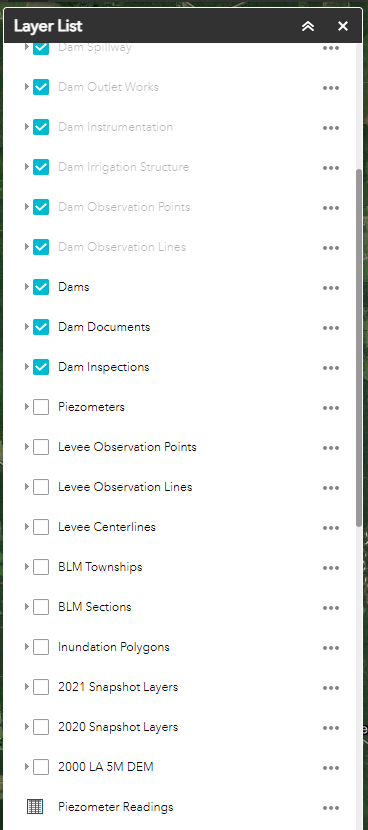 Layer List
Dam Spillway
Dam Outlet Works
Dam Instrumentation
Dam Irrigation Structure
Dam Observation Points
Dam Observation Lines
Dams
Dam Documents
Dam Inspections
Piezometers
Levee Observation Points
Levee Observation Lines
Levee Centerlines
BLM Townships
BLM Sections
Inundation Polygons
2021 Snapshot Layers
2020 Snapshot Layers
2000 LA 5M DEM
Piezometer Readings